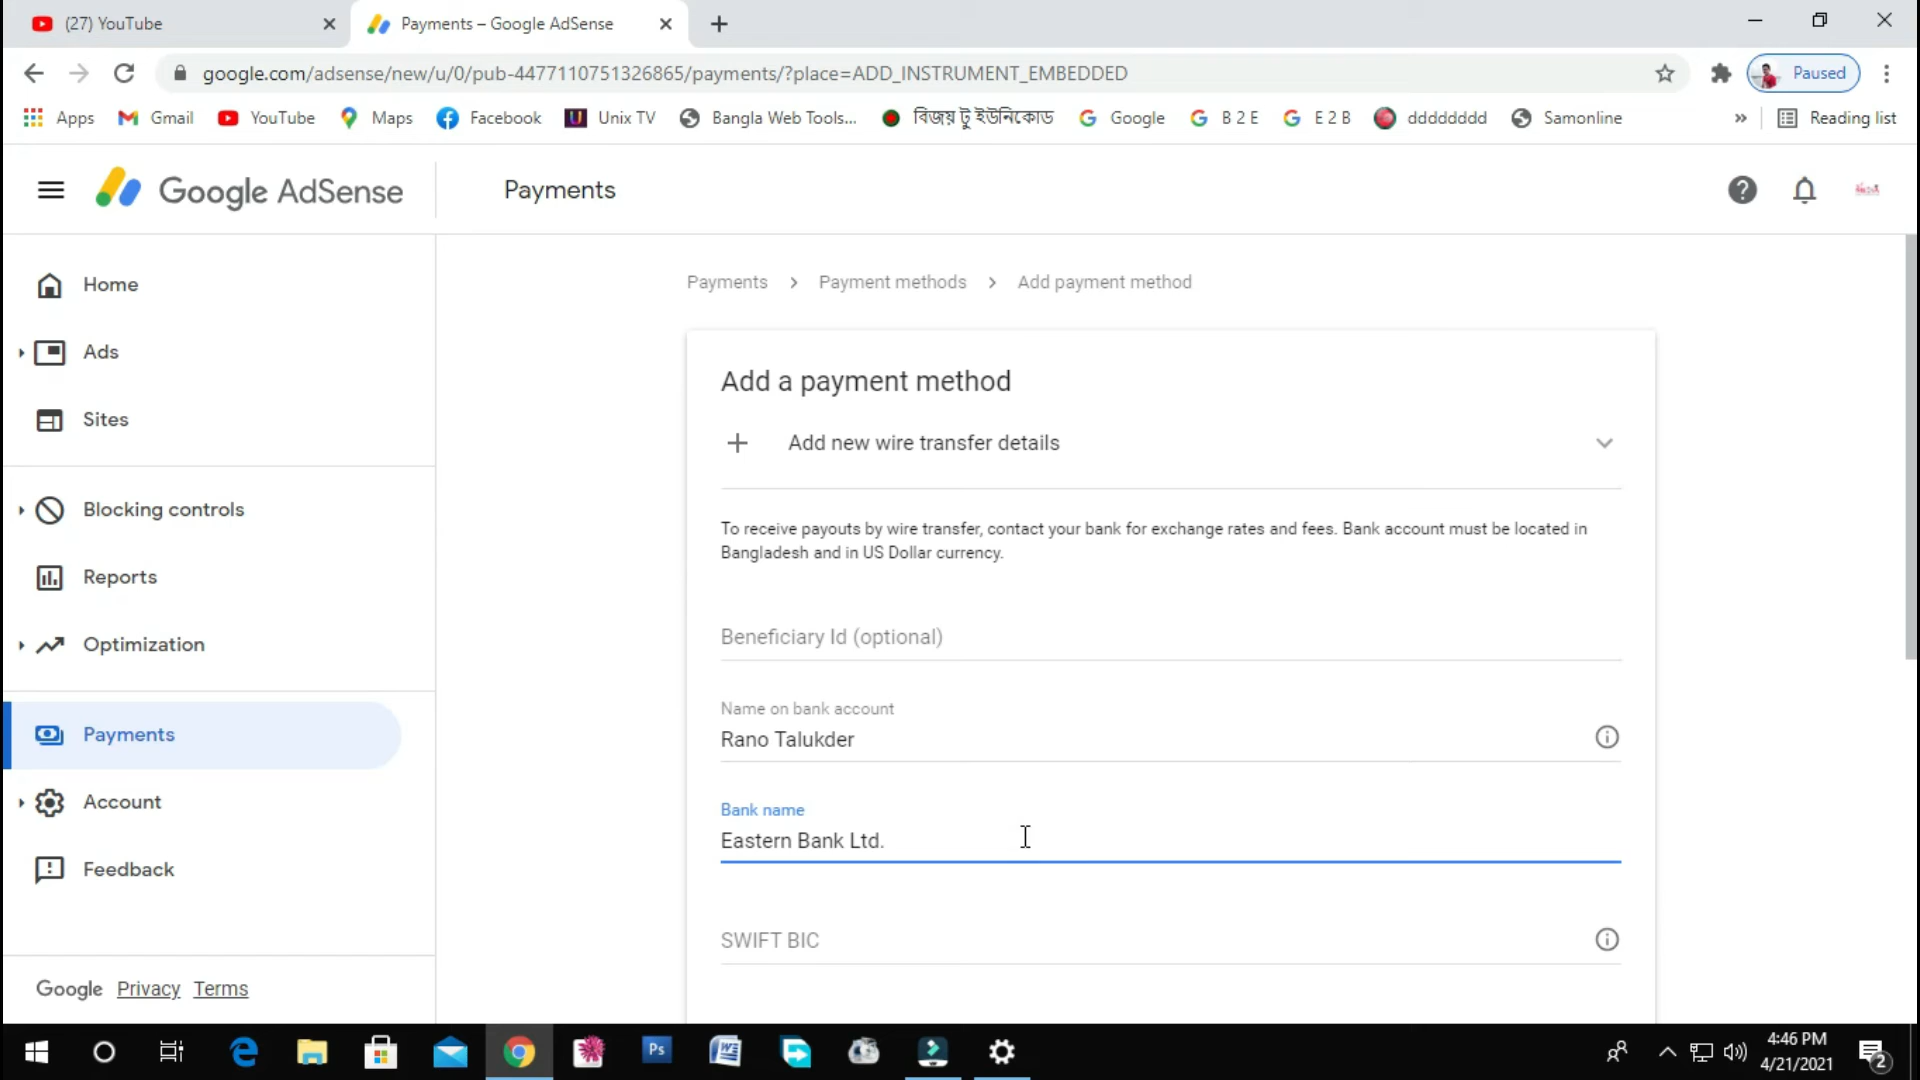 (27) YouTube
Payments – Google AdSense
google.com/adsense/new/u/0/pub-4477110751326865/payments/?place=ADD_INSTRUMENT_EMBEDDED
Paused
Apps
Gmail
YouTube
Maps
Facebook
Unix TV
Bangla Web Tools...
বিজয় টু ইউনিকোড
Google
B 2 E
E 2 B
dddddddd
Samonline
»
Reading list
Google AdSense
Payments
Home
Ads
Sites
Blocking controls
Reports
Optimization
Payments
Account
Feedback
Google Privacy Terms
Payments > Payment methods > Add payment method
Add a payment method
Add new wire transfer details
To receive payouts by wire transfer, contact your bank for exchange rates and fees. Bank account must be located in
Bangladesh and in US Dollar currency.
Beneficiary Id (optional)
Name on bank account
Rano Talukder
Bank name
Eastern Bank Ltd.
SWIFT BIC
Ps
4:46 PM
4/21/2021
2